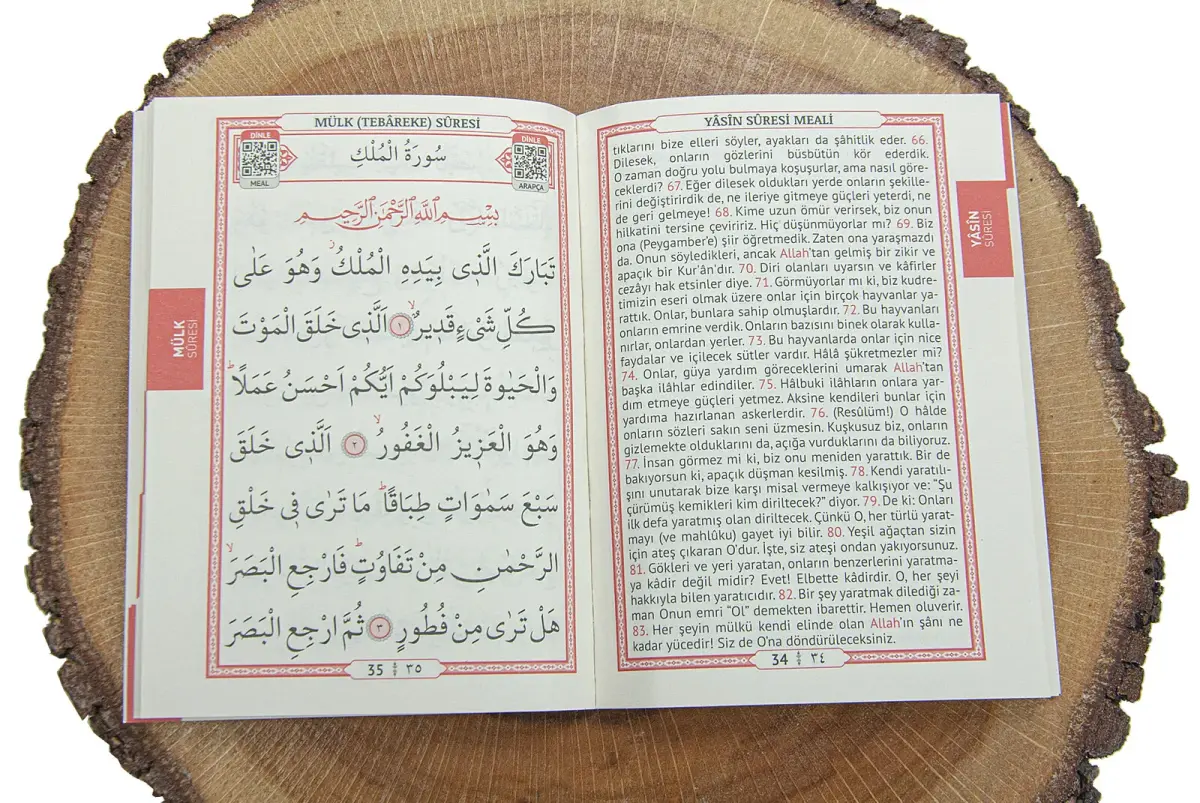 YÂSÎN SÛRESİ MEALİ
tıklarını bize elleri söyler, ayakları da şâhitlik eder. 66.
Dilesek, onların gözlerini büsbütün kör ederdik.
O zaman doğru yolu bulmaya koşuşurlar, ama nasıl göre-
ceklerdi? 67. Eğer dilesek oldukları yerde onların şekille-
rini değiştirirdik de, ne ileriye gitmeye güçleri yeterdi, ne
de geri gelmeye! 68. Kime uzun ömür verirsek, biz onun
hilkatini tersine çeviririz. Hiç düşünmüyorlar mı? 69. Biz
ona (Peygamber'e) şiir öğretmedik. Zaten ona yaraşmazdı
da. Onun söyledikleri, ancak Allah'tan gelmiş bir zikir ve
apaçık bir Kur'ân'dır. 70. Diri olanları uyarsın ve kâfirler
cezâyı hak etsinler diye. 71. Görmüyorlar mı ki, biz kudre-
timizin eseri olmak üzere onlar için birçok hayvanlar ya-
rattık. Onlar, bunlara sahip olmuşlardır. 72. Bu hayvanları
onların emrine verdik. Onların bazısını binek olarak kulla-
nırlar, onlardan yerler. 73. Bu hayvanlarda onlar için nice
faydalar ve içilecek sütler vardır. Hâlâ şükretmezler mi?
74. Onlar, güya yardım göreceklerini umarak Allah'tan
başka ilâhlar edindiler. 75. Hâlbuki ilâhların onlara yar-
dım etmeye güçleri yetmez. Aksine kendileri bunlar için
yardıma hazırlanan askerlerdir. 76. (Resûlüm!) O hâlde
onların sözleri sakın seni üzmesin. Kuşkusuz biz, onların
gizlemekte olduklarını da, açığa vurduklarını da biliyoruz.
77. İnsan görmez mi ki, biz onu meniden yarattık. Bir de
bakıyorsun ki, apaçık düşman kesilmiş. 78. Kendi yaratılı-
şını unutarak bize karşı misal vermeye kalkışıyor ve: "Şu
çürümüş kemikleri kim diriltecek?" diyor. 79. De ki: Onları
ilk defa yaratmış olan diriltecek. Çünkü O, her türlü yarat-
mayı (ve mahlûku) gayet iyi bilir. 80. Yeşil ağaçtan sizin
için ateş çıkaran O'dur. İşte, siz ateşi ondan yakıyorsunuz.
81. Gökleri ve yeri yaratan, onların benzerlerini yaratma-
ya kâdir değil midir? Evet! Elbette kâdirdir. O, her şeyi
hakkıyla bilen yaratıcıdır. 82. Bir şey yaratmak dilediği za-
man Onun emri "OL" demekten ibarettir. Hemen oluverir.
83. Her şeyin mülkü kendi elinde olan Allah'ın şânı ne
kadar yücedir! Siz de O'na döndürüleceksiniz.
34 ٣٤
YÂSÎN
SÛRESİ
MÜLK (TEBÂREKE) SÛRESİ
DİNLE
MEAL
سُورَةُ الْمُلْكِ
DİNLE
ARAPÇA
بِسْمِ اللّٰهِ الرَّحْمٰنِ الرَّحِيمِ
تَبَارَكَ الَّذٖى بِيَدِهِ الْمُلْكُۘ وَهُوَ عَلٰى
كُلِّ شَىْءٍ قَدٖيرٌۙ ١ اَلَّذٖى خَلَقَ الْمَوْتَ
وَالْحَيٰوةَ لِيَبْلُوَكُمْ اَيُّكُمْ اَحْسَنُ عَمَلًاؕ
وَهُوَ الْعَزٖيزُ الْغَفُورُۙ ٢ اَلَّذٖى خَلَقَ
سَبْعَ سَمٰوَاتٍ طِبَاقًاؕ مَا تَرٰى فٖى خَلْقِ
الرَّحْمٰنِ مِنْ تَفَاوُتٍؕ فَارْجِعِ الْبَصَرَۙ
هَلْ تَرٰى مِنْ فُطُورٍ ٣ ثُمَّ ارْجِعِ الْبَصَرَ
35 ٣٥
MÜLK
SÛRESİ